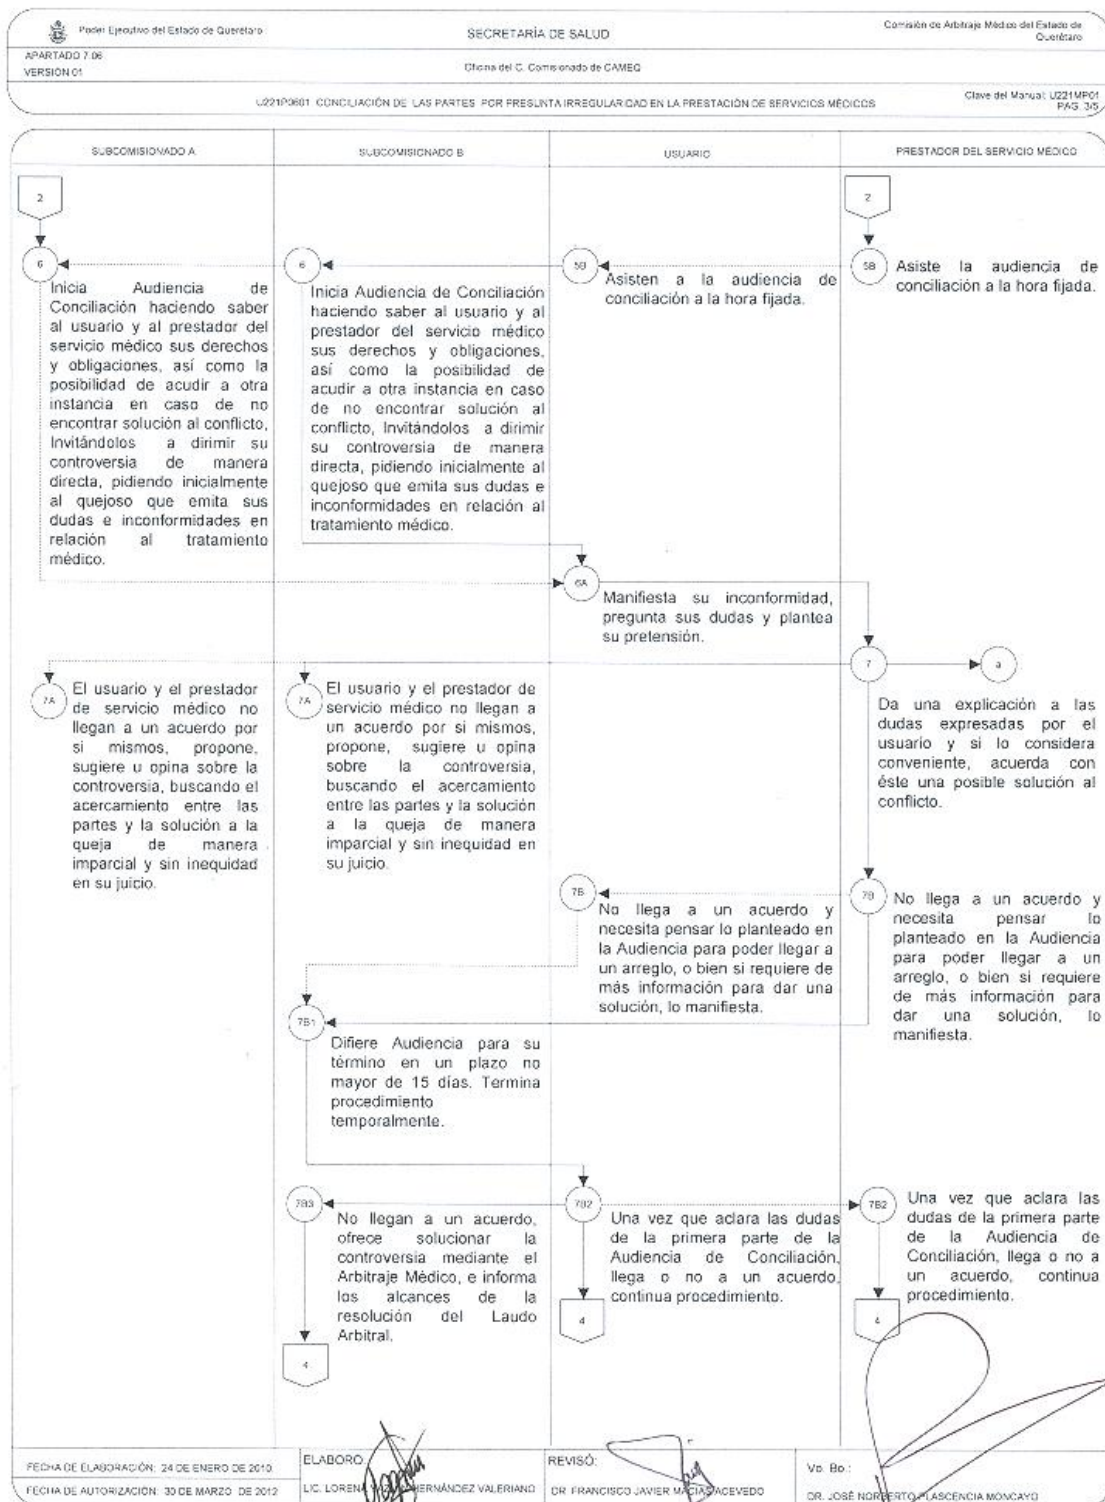 Poder Ejecutivo del Estado de Querétaro
SECRETARÍA DE SALUD
Comisión de Arbitraje Médico del Estado de
Querétaro
APARTADO 7.06
VERSIÓN 01
Oficina del C. Comisionado de CAMEQ
U221P0601 CONCILIACIÓN DE LAS PARTES POR PRESUNTA IRREGULARIDAD EN LA PRESTACIÓN DE SERVICIOS MÉDICOS
Clave del Manual: U221MP01
PAG. 3/5
SUBCOMISIONADO A
SUBCOMISIONADO B
USUARIO
PRESTADOR DEL SERVICIO MÉDICO
2
2
6
Inicia Audiencia de
Conciliación haciendo saber
al usuario y al prestador del
servicio médico sus derechos
y obligaciones, así como la
posibilidad de acudir a otra
instancia en caso de no
encontrar solución al conflicto,
Invitándolos a dirimir su
controversia de manera
directa, pidiendo inicialmente
al quejoso que emita sus
dudas e inconformidades en
relación al tratamiento
médico.
6
Inicia Audiencia de Conciliación
haciendo saber al usuario y al
prestador del servicio médico
sus derechos y obligaciones,
así como la posibilidad de
acudir a otra instancia en caso
de no encontrar solución al
conflicto, Invitándolos a dirimir
su controversia de manera
directa, pidiendo inicialmente al
quejoso que emita sus dudas e
inconformidades en relación al
tratamiento médico.
5B
Asisten a la audiencia de
conciliación a la hora fijada.
5B
Asiste la audiencia de
conciliación a la hora fijada.
6A
Manifiesta su inconformidad,
pregunta sus dudas y plantea
su pretensión.
7
a
Da una explicación a las
dudas expresadas por el
usuario y si lo considera
conveniente, acuerda con
éste una posible solución al
conflicto.
7A
El usuario y el prestador
de servicio médico no
llegan a un acuerdo por
si mismos, propone,
sugiere u opina sobre la
controversia, buscando el
acercamiento entre las
partes y la solución a la
queja de manera
imparcial y sin inequidad
en su juicio.
7A
El usuario y el prestador de
servicio médico no llegan a
un acuerdo por si mismos,
propone, sugiere u opina
sobre la controversia,
buscando el acercamiento
entre las partes y la solución
a la queja de manera
imparcial y sin inequidad en
su juicio.
7B
No llega a un acuerdo y
necesita pensar lo planteado en
la Audiencia para poder llegar a
un arreglo, o bien si requiere de
más información para dar una
solución, lo manifiesta.
7B
No llega a un acuerdo y
necesita pensar lo
planteado en la Audiencia
para poder llegar a un
arreglo, o bien si requiere
de más información para
dar una solución, lo
manifiesta.
7B1
Difiere Audiencia para su
término en un plazo no
mayor de 15 días. Termina
procedimiento
temporalmente.
7B3
No llegan a un acuerdo,
ofrece solucionar la
controversia mediante el
Arbitraje Médico, e informa
los alcances de la
resolución del Laudo
Arbitral.
4
7B2
Una vez que aclara las dudas
de la primera parte de la
Audiencia de Conciliación,
llega o no a un acuerdo,
continua procedimiento.
4
7B2
Una vez que aclara las
dudas de la primera parte
de la Audiencia de
Conciliación, llega o no a
un acuerdo, continua
procedimiento.
4
FECHA DE ELABORACIÓN: 24 DE ENERO DE 2010
FECHA DE AUTORIZACIÓN: 30 DE MARZO DE 2012
ELABORO:
LIC. LORENA HERNÁNDEZ VALERIANO
REVISÓ:
DR. FRANCISCO JAVIER MACIAS ACEVEDO
Vo. Bo.:
DR. JOSÉ NORBERTO PLASCENCIA MONCAYO